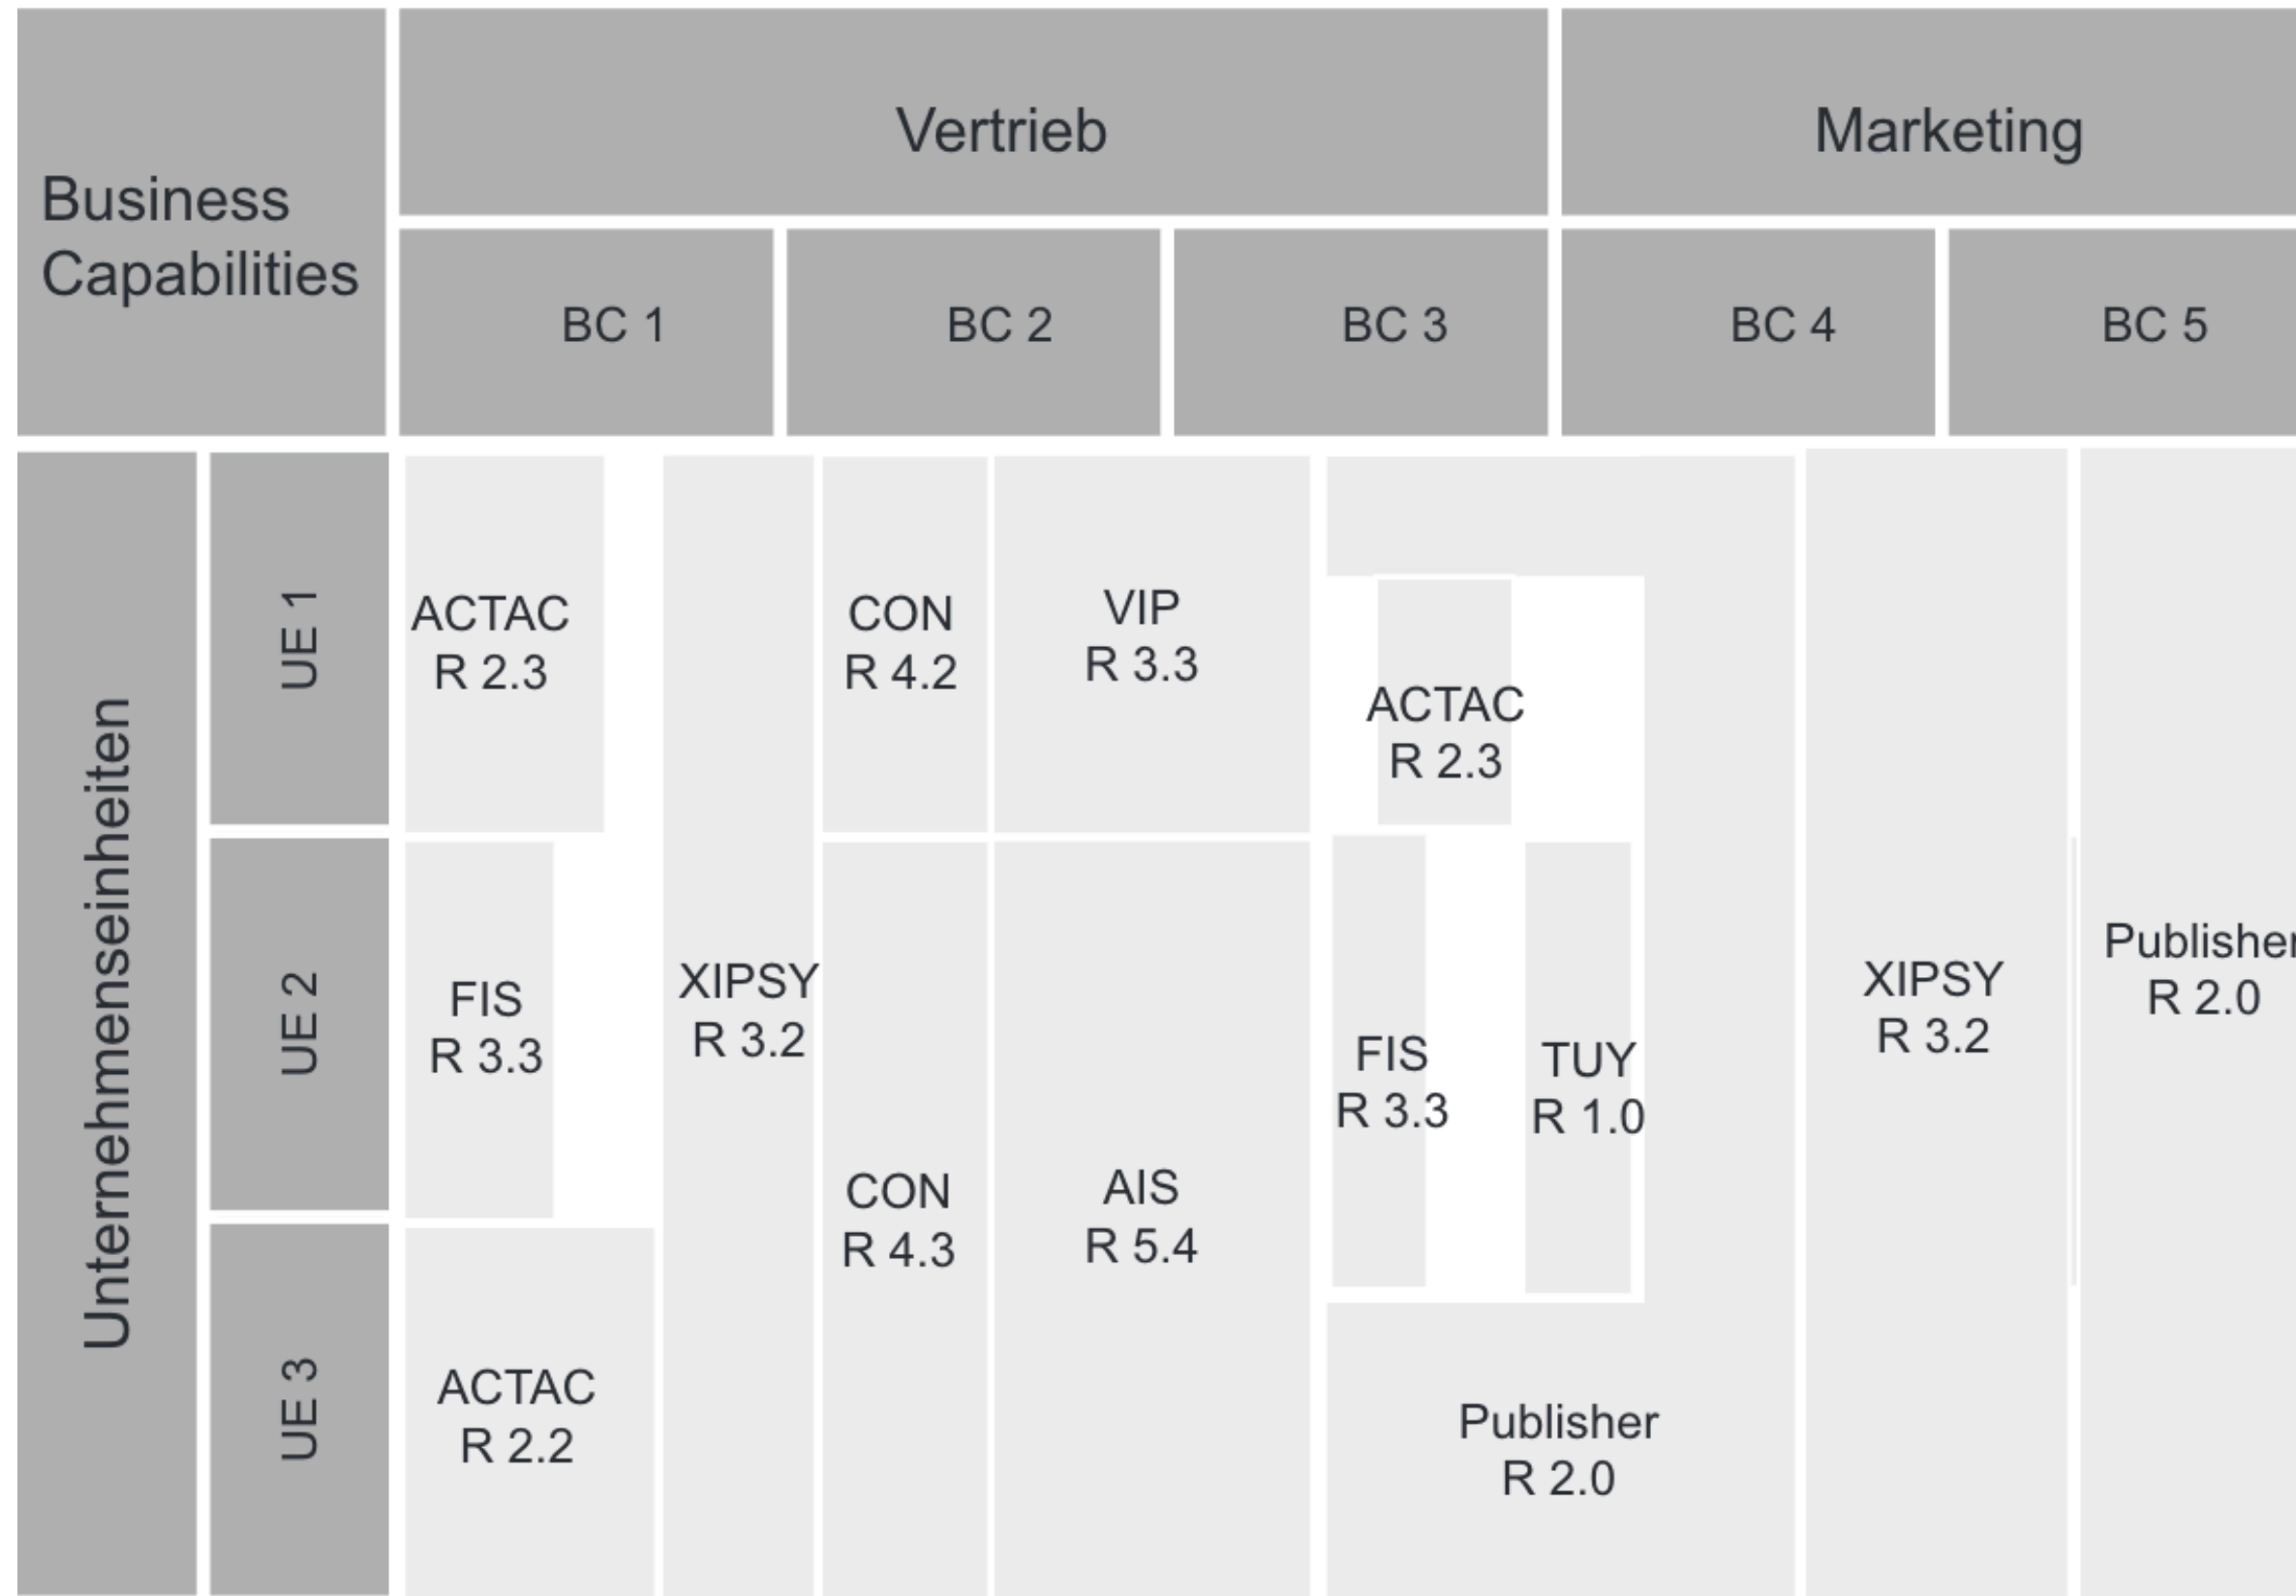 Business
Capabilities
Vertrieb
Marketing
BC 1
BC 2
BC 3
BC 4
BC 5
Unternehmenseinheiten
UE 1
UE 2
UE 3
ACTAC
R 2.3
FIS
R 3.3
ACTAC
R 2.2
XIPSY
R 3.2
CON
R 4.2
VIP
R 3.3
CON
R 4.3
AIS
R 5.4
ACTAC
R 2.3
FIS
R 3.3
TUY
R 1.0
Publisher
R 2.0
XIPSY
R 3.2
Publisher
R 2.0